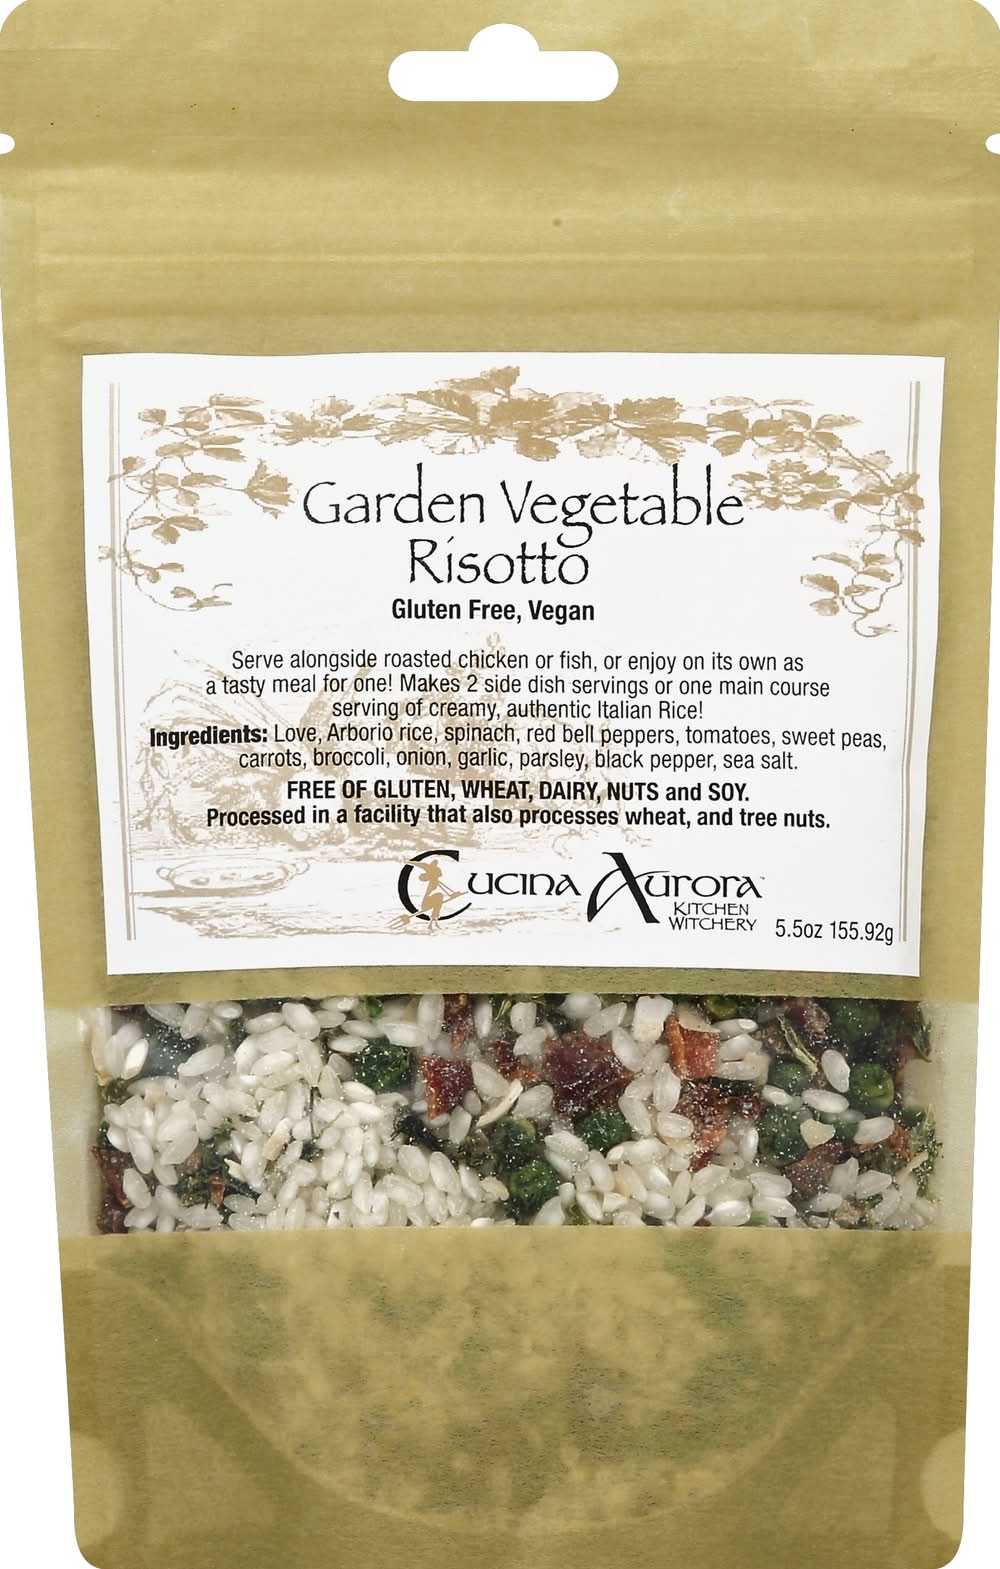 Garden Vegetable
Risotto
Gluten Free, Vegan
Serve alongside roasted chicken or fish, or enjoy on its own as
a tasty meal for one! Makes 2 side dish servings or one main course
serving of creamy, authentic Italian Rice!
Ingredients: Love, Arborio rice, spinach, red bell peppers, tomatoes, sweet peas,
carrots, broccoli, onion, garlic, parsley, black pepper, sea salt.
FREE OF GLUTEN, WHEAT, DAIRY, NUTS and SOY.
Processed in a facility that also processes wheat, and tree nuts.
Cucina Aurora™
KITCHEN
WITCHERY
5.5oz 155.92g